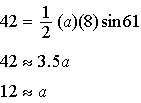 42 = 1/2 (a)(8) sin61
42 ≈ 3.5a
12 ≈ a